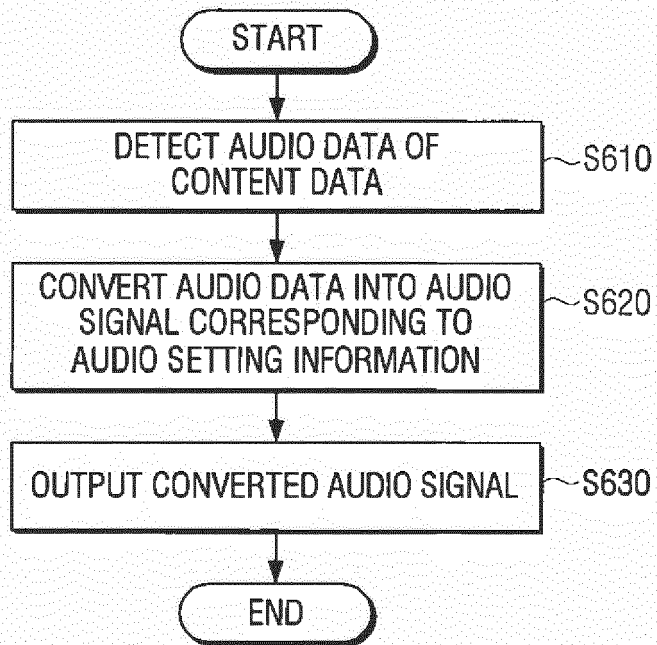 START
DETECT AUDIO DATA OF
CONTENT DATA
S610
CONVERT AUDIO DATA INTO AUDIO
SIGNAL CORRESPONDING TO
AUDIO SETTING INFORMATION
S620
OUTPUT CONVERTED AUDIO SIGNAL
S630
END